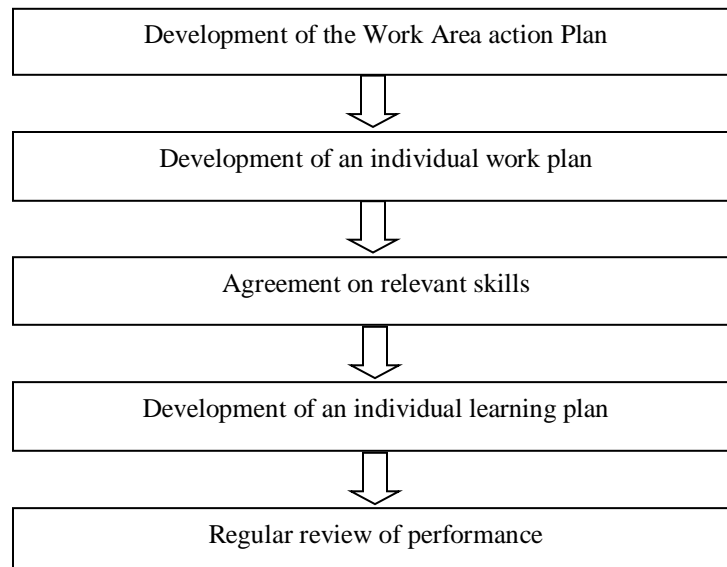 Development of the Work Area action Plan
Development of an individual work plan
Agreement on relevant skills
Development of an individual learning plan
Regular review of performance